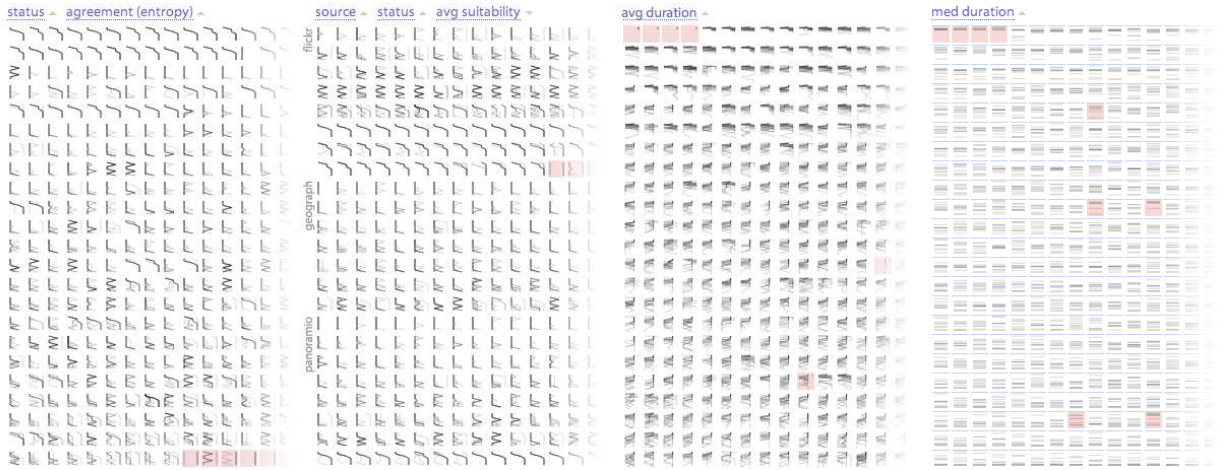 status agreement (entropy) source status avg suitability avg duration med duration
flickr
geograph
panoramio